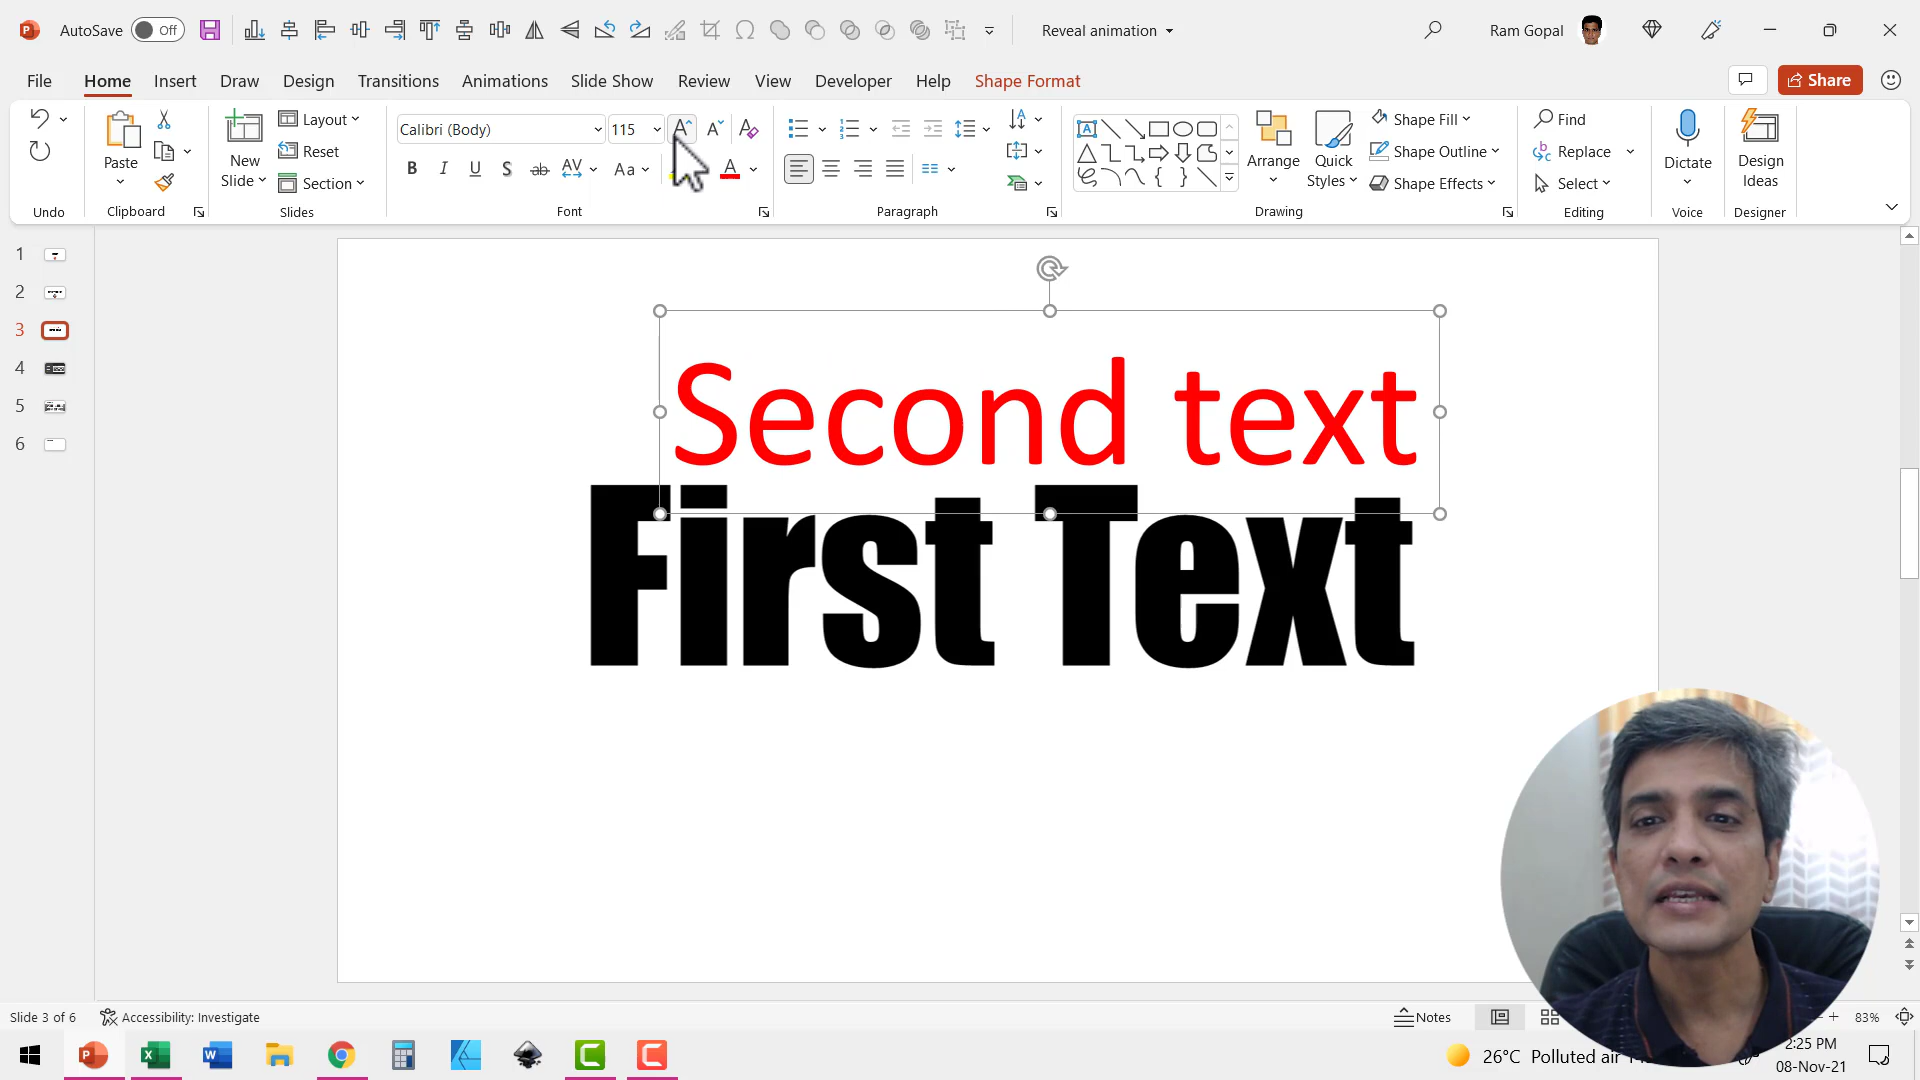 AutoSave Off Reveal animation Ram Gopal
File Home Insert Draw Design Transitions Animations Slide Show Review View Developer Help Shape Format Share
Paste
New Slide
Layout
Reset
Section
Calibri (Body) 115
Shape Fill
Shape Outline
Shape Effects
Arrange
Quick Styles
Find
Replace
Select
Dictate
Design Ideas
Undo Clipboard Slides Font Paragraph Drawing Editing Voice Designer
1
2
3
4
5
6
Second text
First Text
Slide 3 of 6 Accessibility: Investigate Notes 83%
26°C Polluted air
2:25 PM
08-Nov-21